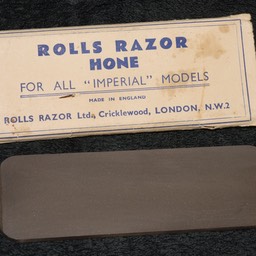 ROLLS RAZOR
HONE
FOR ALL "IMPERIAL" MODELS
MADE IN ENGLAND
ROLLS RAZOR Ltd., Cricklewood, LONDON, N.W.2